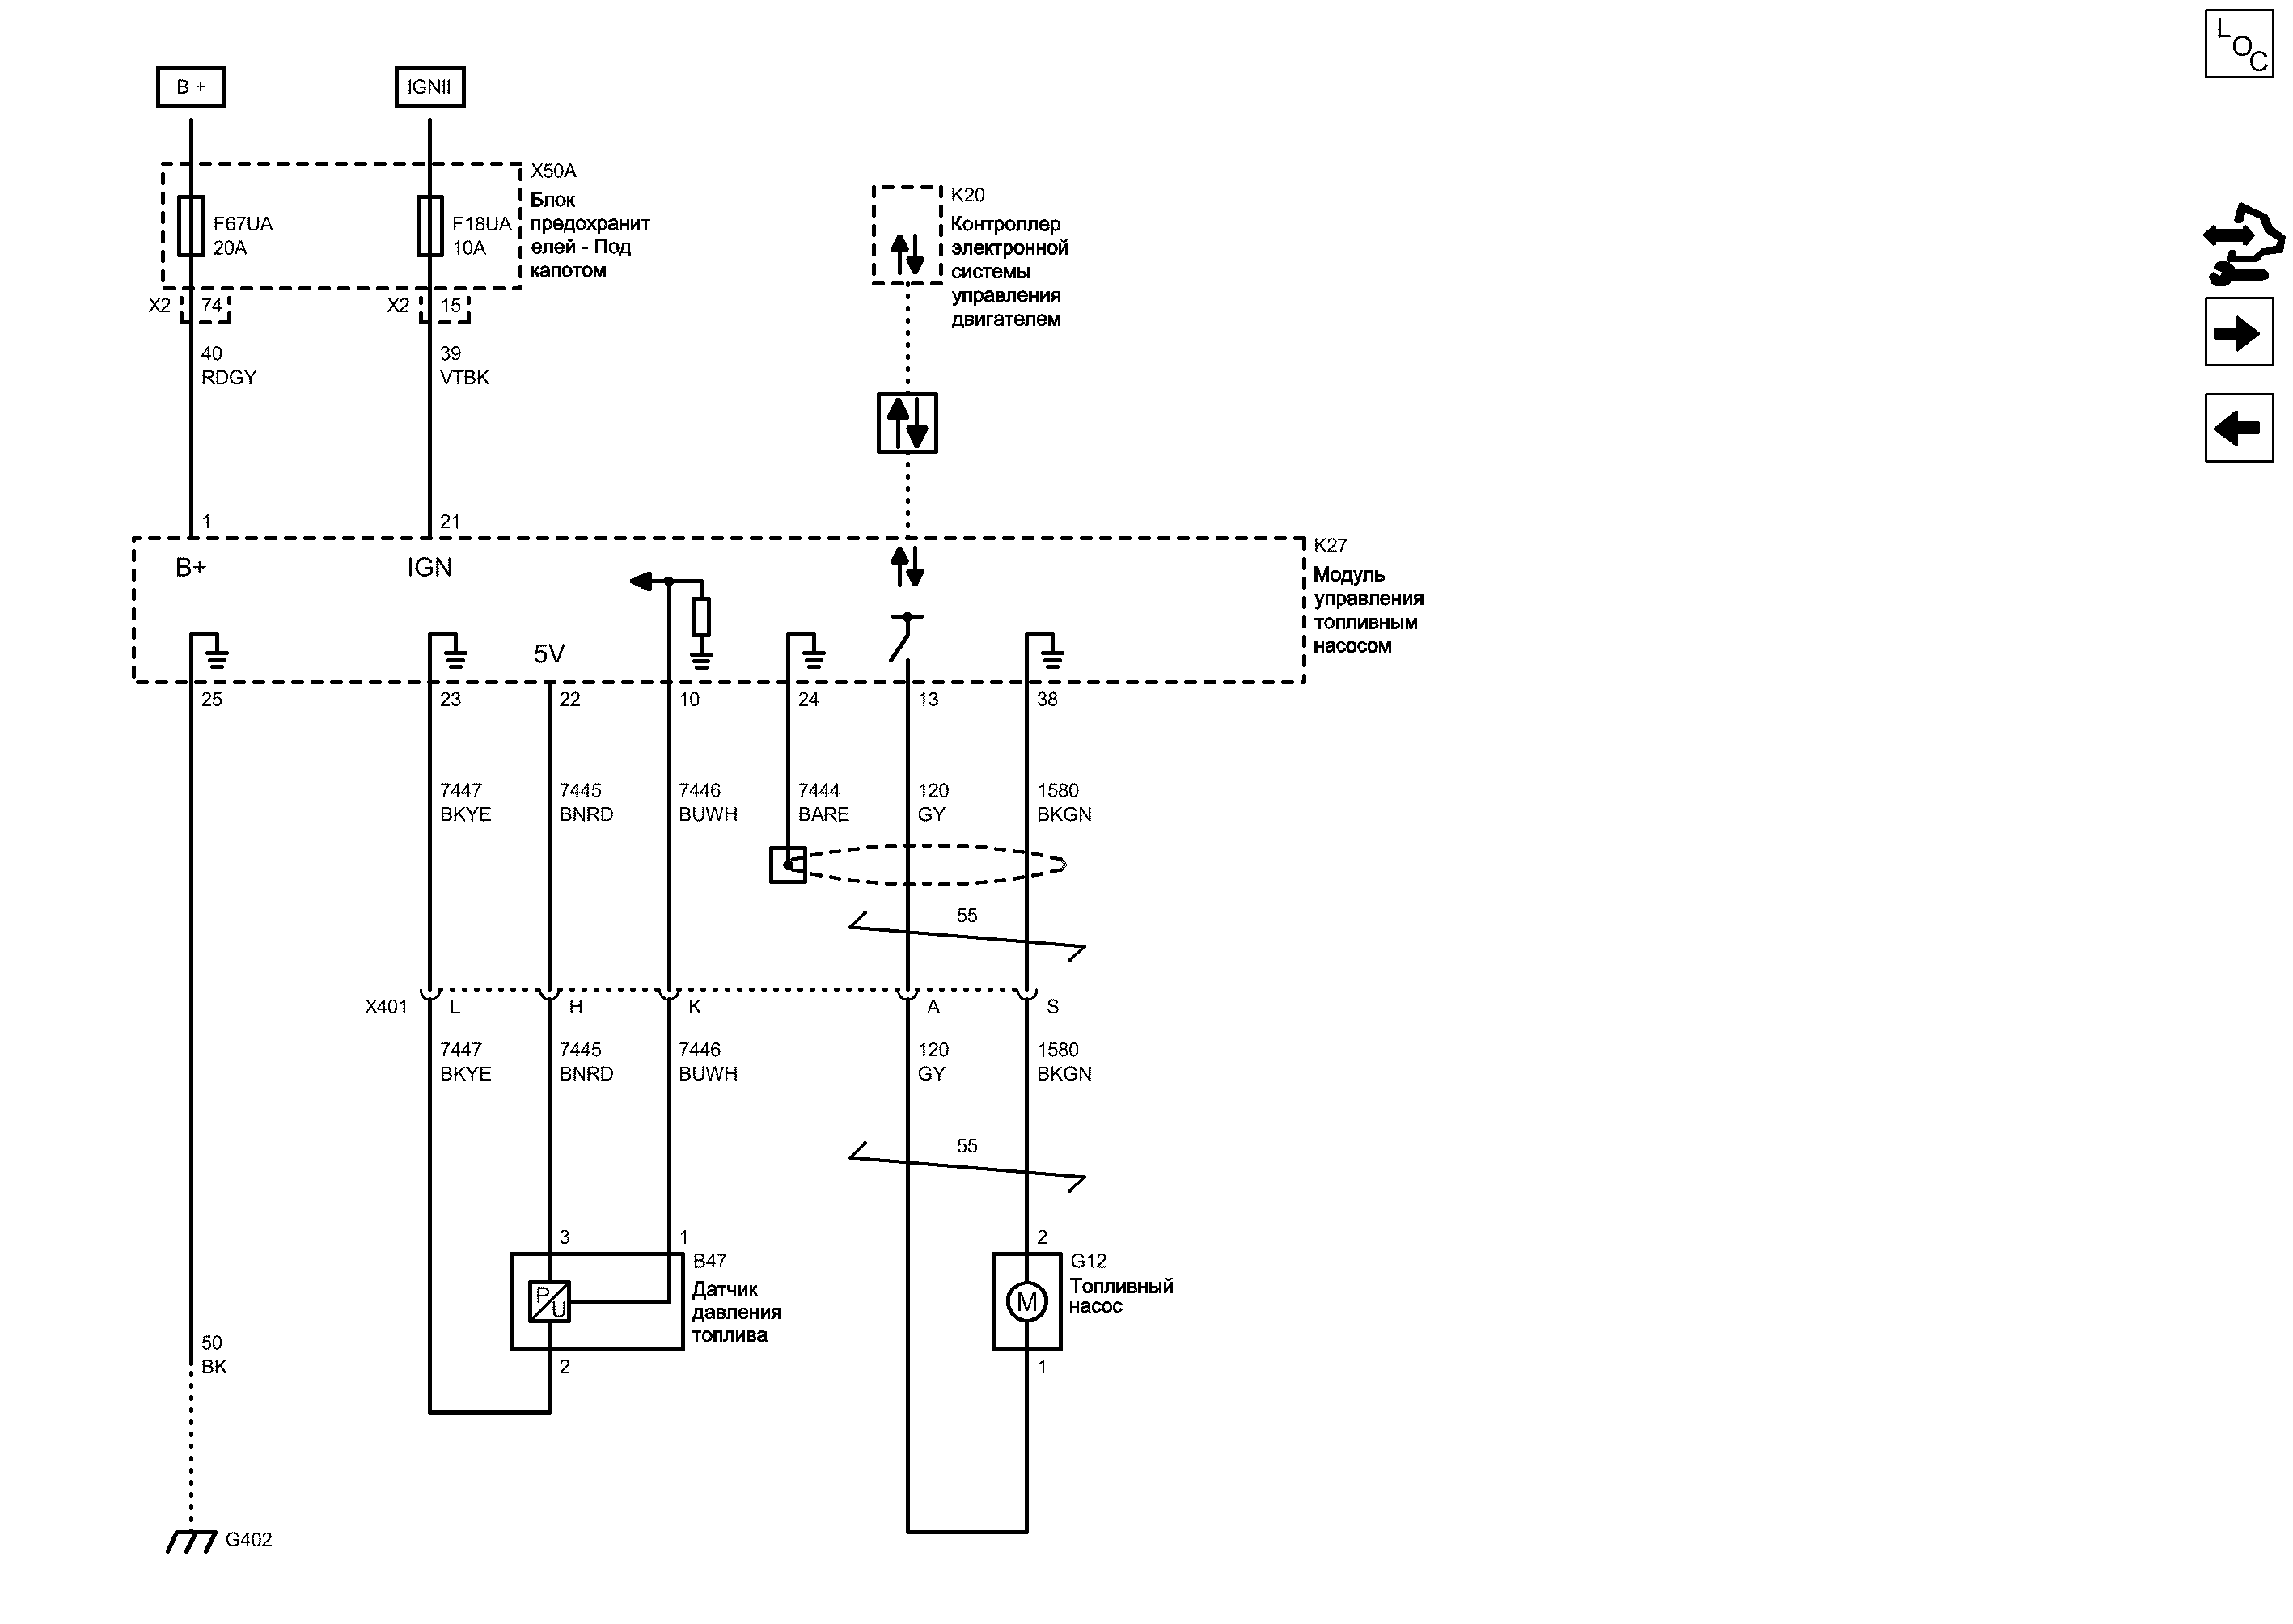 LOC
B +
IGNII
X50A
Блок
предохранит
елей - Под
капотом
F67UA
20A
F18UA
10A
K20
Контроллер
электронной
системы
управления
двигателем
X2
74
X2
15
40
RDGY
39
VTBK
1
21
K27
Модуль
управления
топливным
насосом
B+
IGN
5V
25
23
22
10
24
13
38
7447
BKYE
7445
BNRD
7446
BUWH
7444
BARE
120
GY
1580
BKGN
55
X401
L
H
K
A
S
7447
BKYE
7445
BNRD
7446
BUWH
120
GY
1580
BKGN
55
3
1
2
B47
Датчик
давления
топлива
P
U
G12
Топливный
насос
M
50
BK
2
1
G402